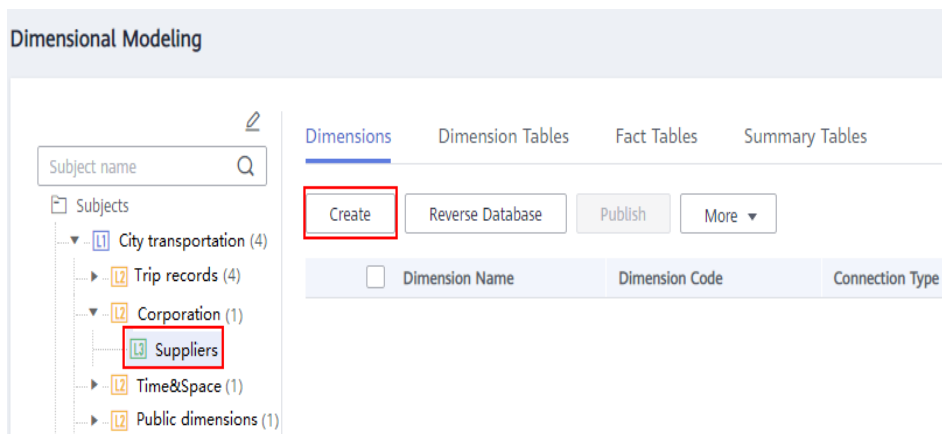 Dimensional Modeling
Dimensions Dimension Tables Fact Tables Summary Tables
Subject name
Subjects
Create Reverse Database Publish More
L1 City transportation (4)
L2 Trip records (4)
Dimension Name Dimension Code Connection Type
L2 Corporation (1)
L3 Suppliers
L2 Time&Space (1)
L2 Public dimensions (1)